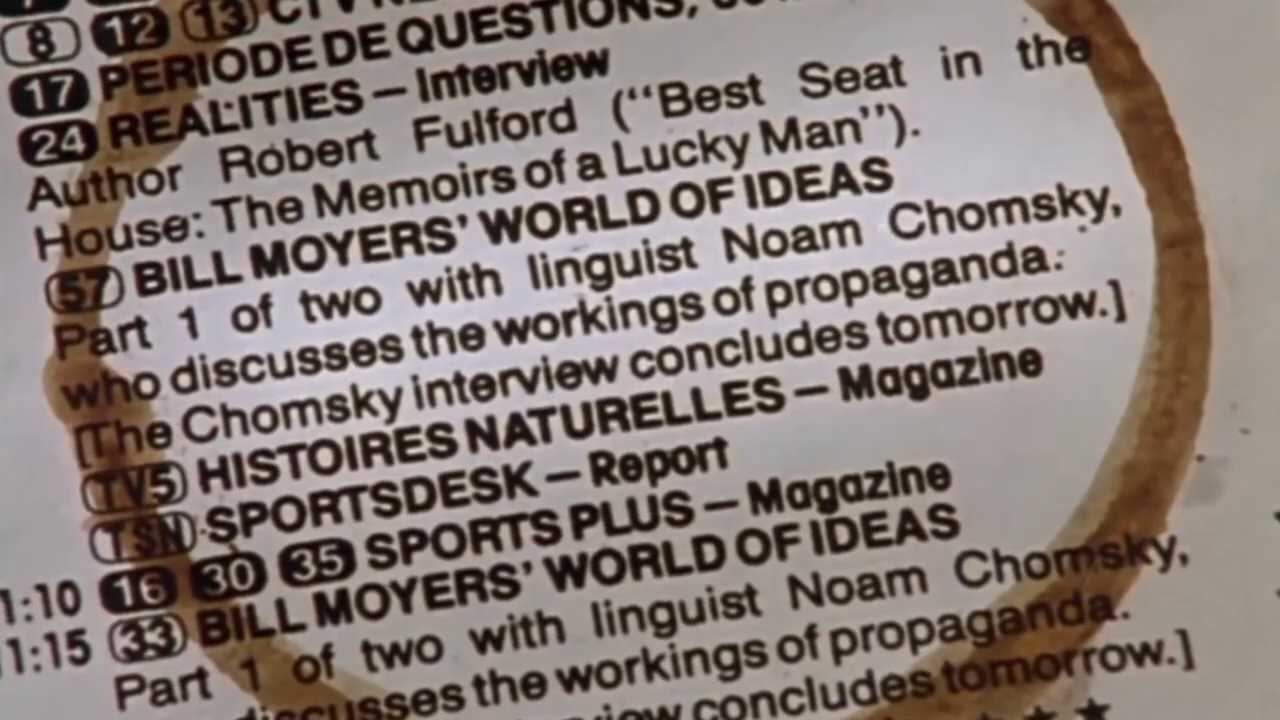 8 12 13 CTV
17 PERIODE DE QUESTIONS,
24 REALITIES — Interview
Author Robert Fulford ("Best Seat in the
House: The Memoirs of a Lucky Man").
57 BILL MOYERS' WORLD OF IDEAS
Part 1 of two with linguist Noam Chomsky,
who discusses the workings of propaganda.
[The Chomsky interview concludes tomorrow.]
TV5 HISTOIRES NATURELLES — Magazine
TSN SPORTSDESK — Report
1:10 16 30 35 SPORTS PLUS — Magazine
1:15 33 BILL MOYERS' WORLD OF IDEAS
Part 1 of two with linguist Noam Chomsky,
discusses the workings of propaganda.
concludes tomorrow.]
★ ★ ★